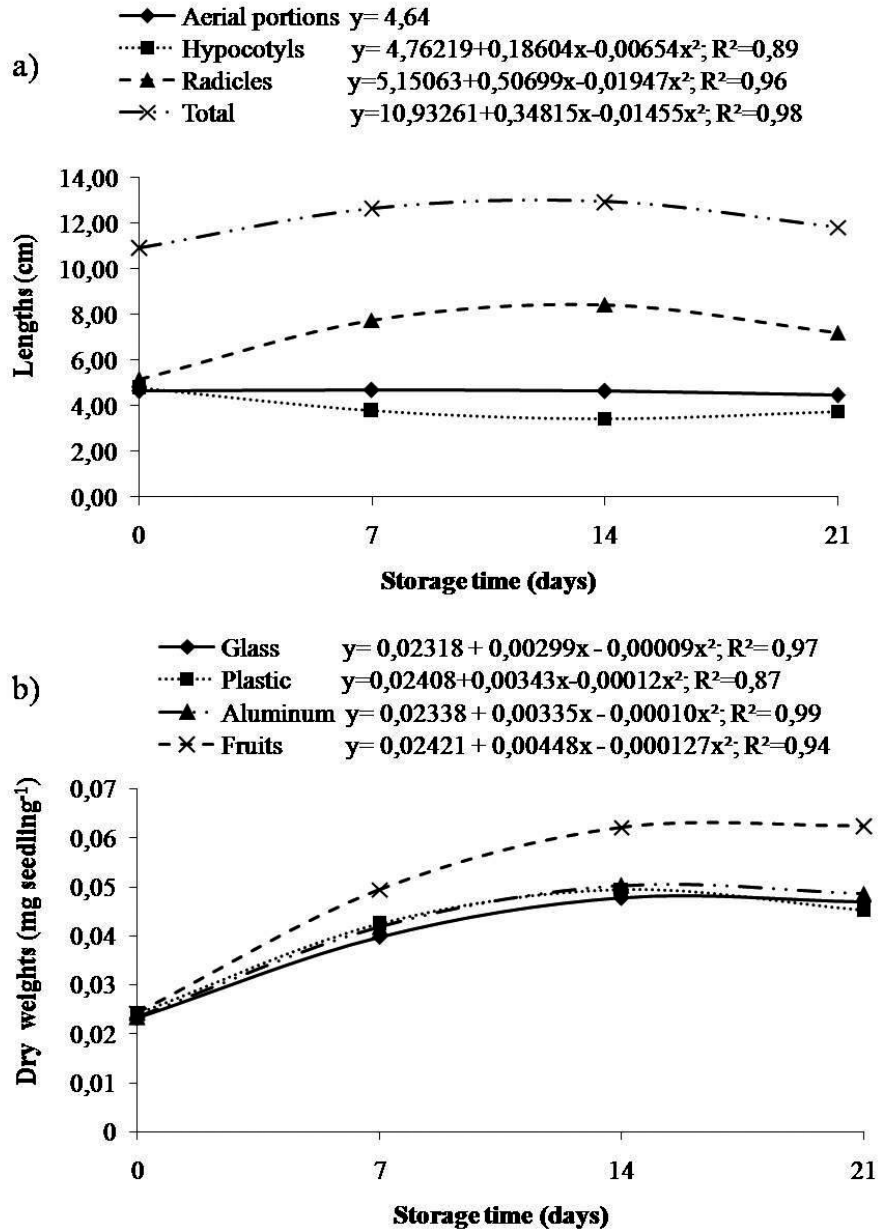 a)
Aerial portions y= 4,64
Hypocotyls y= 4,76219+0,18604x-0,00654x²; R²=0,89
Radicles y=5,15063+0,50699x-0,01947x²; R²=0,96
Total y=10,93261+0,34815x-0,01455x²; R²=0,98
Lengths (cm)
14,00
12,00
10,00
8,00
6,00
4,00
2,00
0,00
0 7 14 21
Storage time (days)
b)
Glass y= 0,02318 + 0,00299x - 0,00009x²; R²= 0,97
Plastic y=0,02408+0,00343x-0,00012x²; R²=0,87
Aluminum y= 0,02338 + 0,00335x - 0,00010x²; R²= 0,99
Fruits y= 0,02421 + 0,00448x - 0,000127x²; R²=0,94
Dry weights (mg seedling⁻¹)
0,07
0,06
0,05
0,04
0,03
0,02
0,01
0
0 7 14 21
Storage time (days)